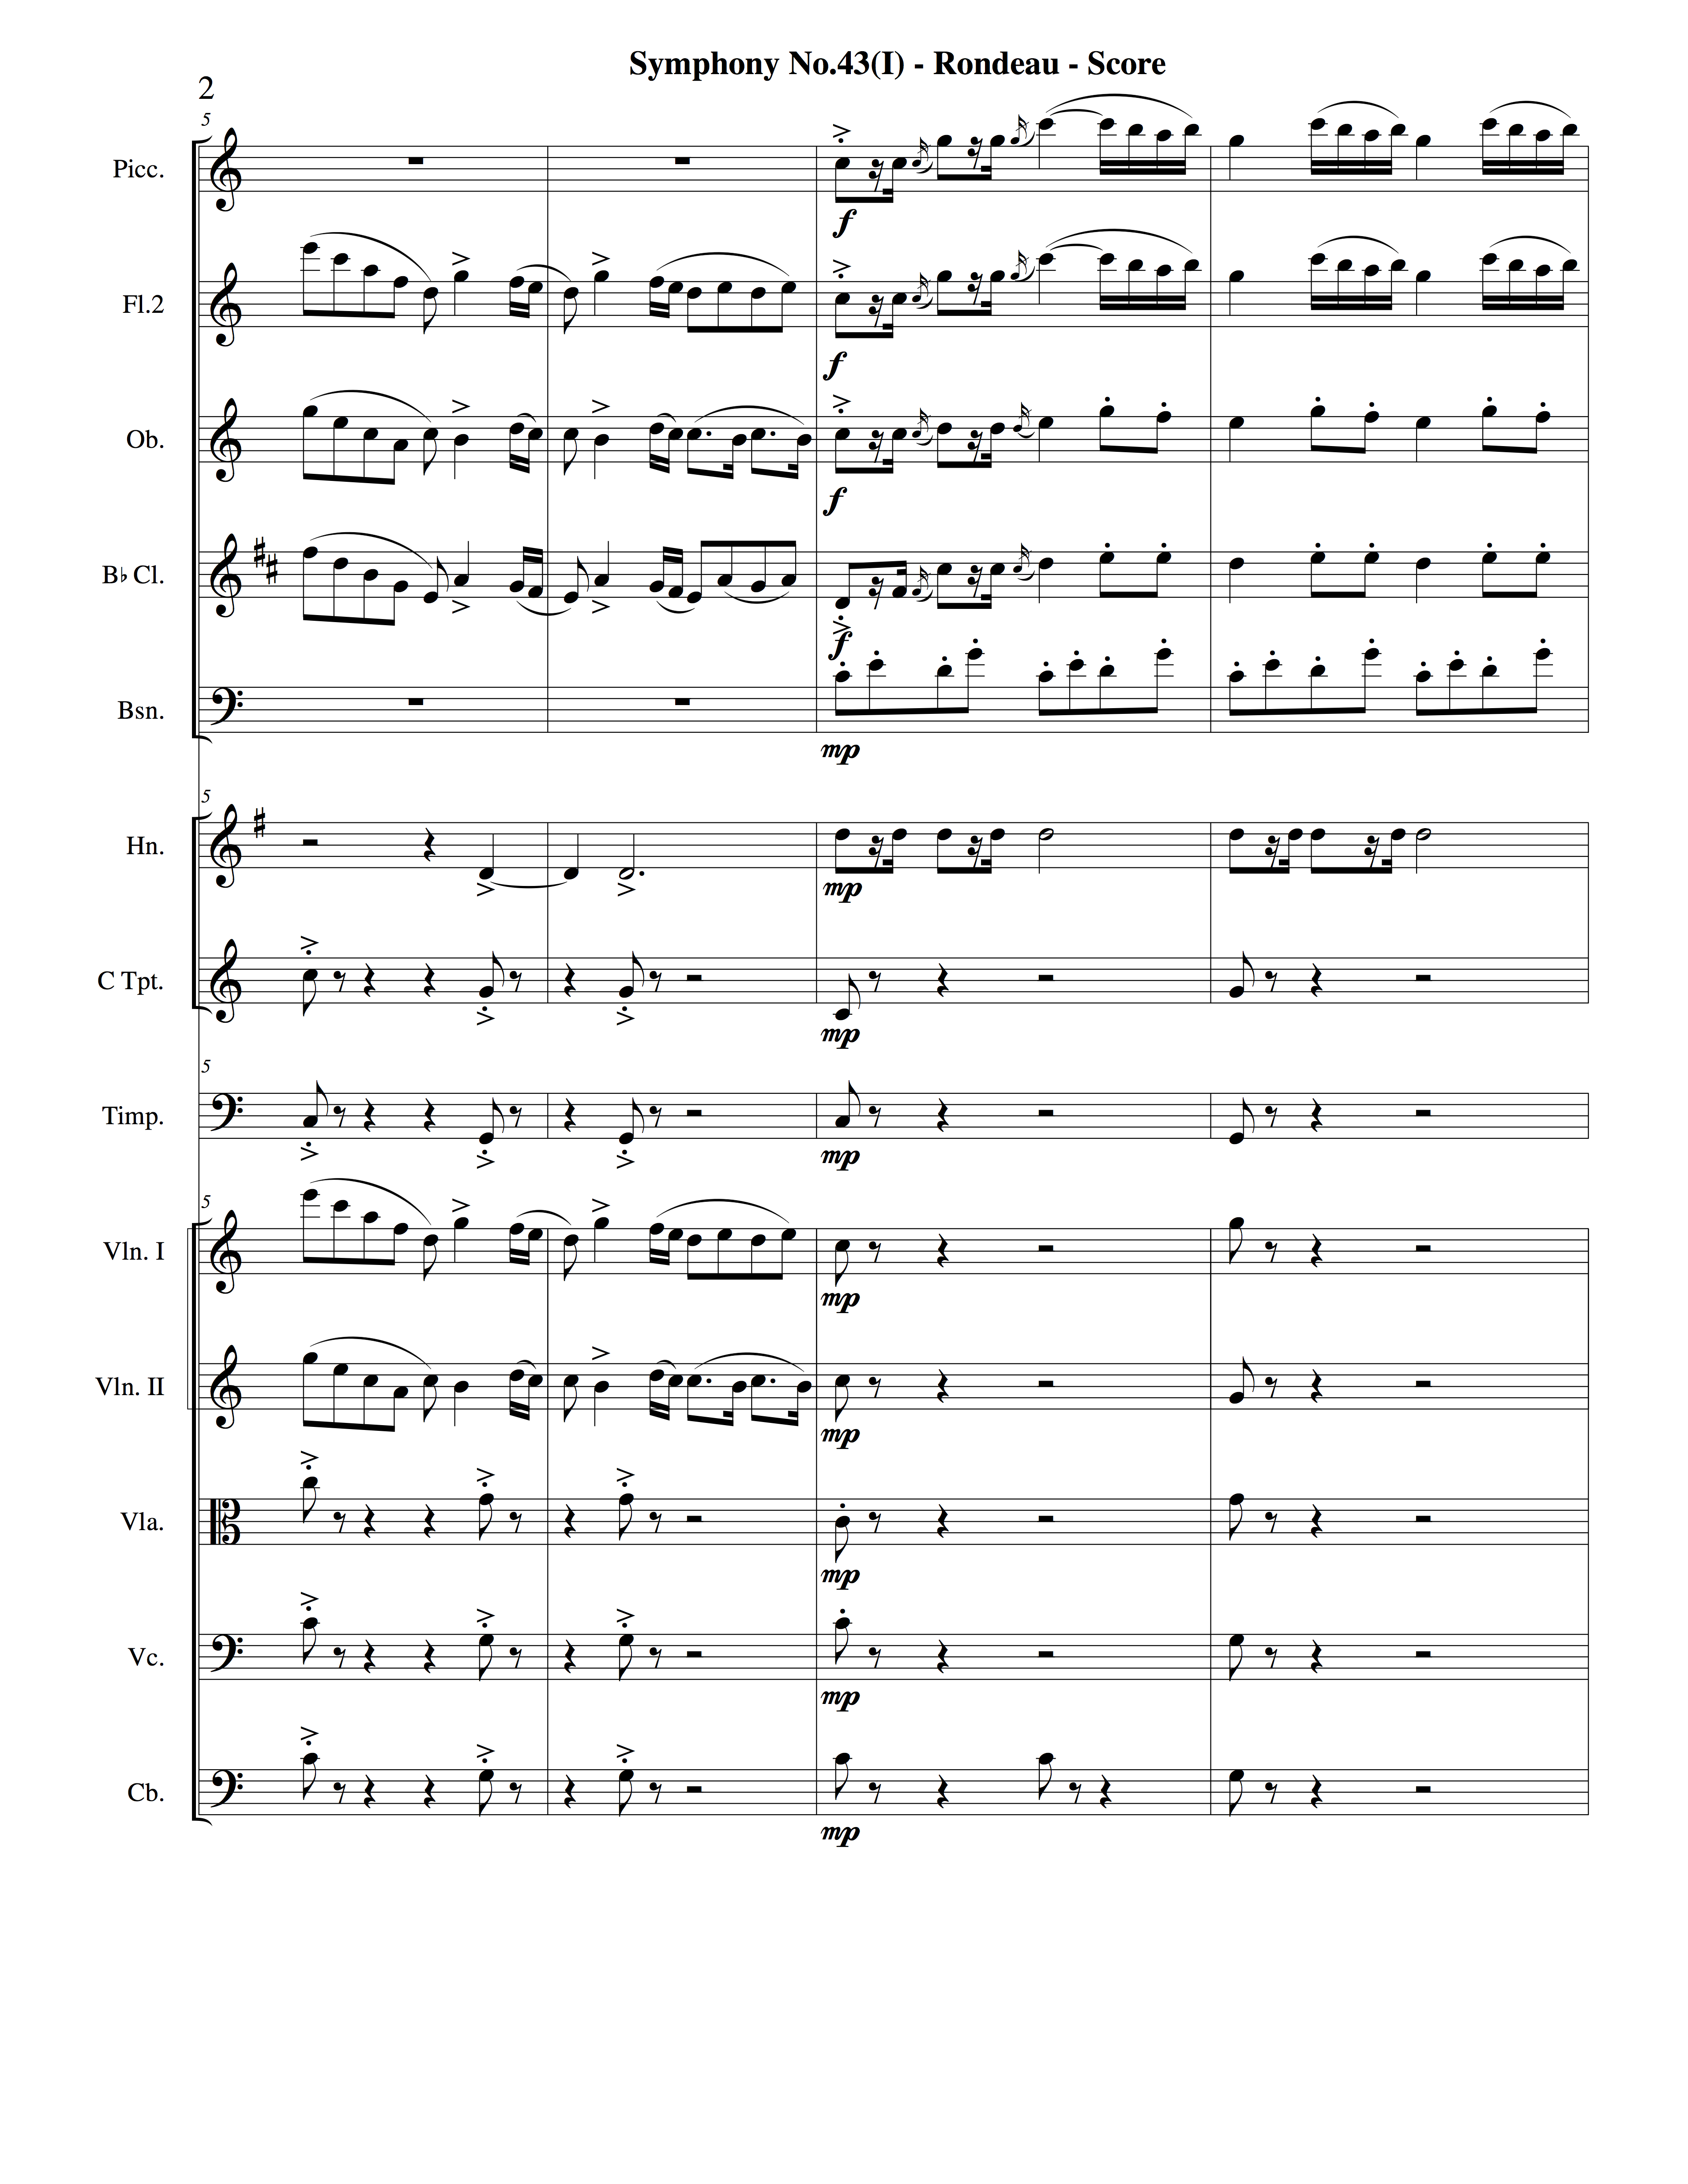 Symphony No.43(I) - Rondeau - Score
2
5
Picc.
f
Fl.2
f
Ob.
f
B♭ Cl.
f
Bsn.
mp
5
Hn.
mp
C Tpt.
mp
5
Timp.
mp
5
Vln. I
mp
Vln. II
mp
Vla.
mp
Vc.
mp
Cb.
mp